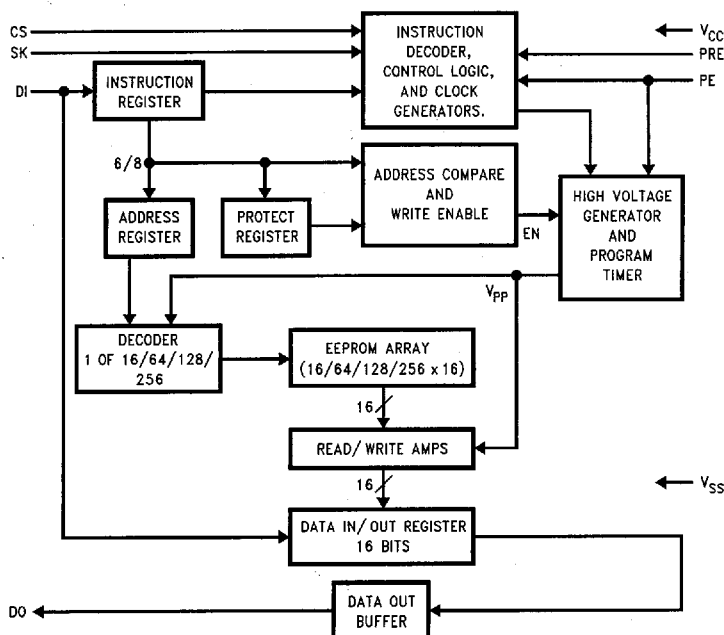 CS
SK
DI
INSTRUCTION
REGISTER
INSTRUCTION
DECODER,
CONTROL LOGIC,
AND CLOCK
GENERATORS.
VCC
PRE
PE
6/8
ADDRESS
REGISTER
PROTECT
REGISTER
ADDRESS COMPARE
AND
WRITE ENABLE
EN
HIGH VOLTAGE
GENERATOR
AND
PROGRAM
TIMER
VPP
DECODER
1 OF 16/64/128/
256
EEPROM ARRAY
(16/64/128/256 x 16)
16
READ/WRITE AMPS
16
VSS
DATA IN/OUT REGISTER
16 BITS
DO
DATA OUT
BUFFER